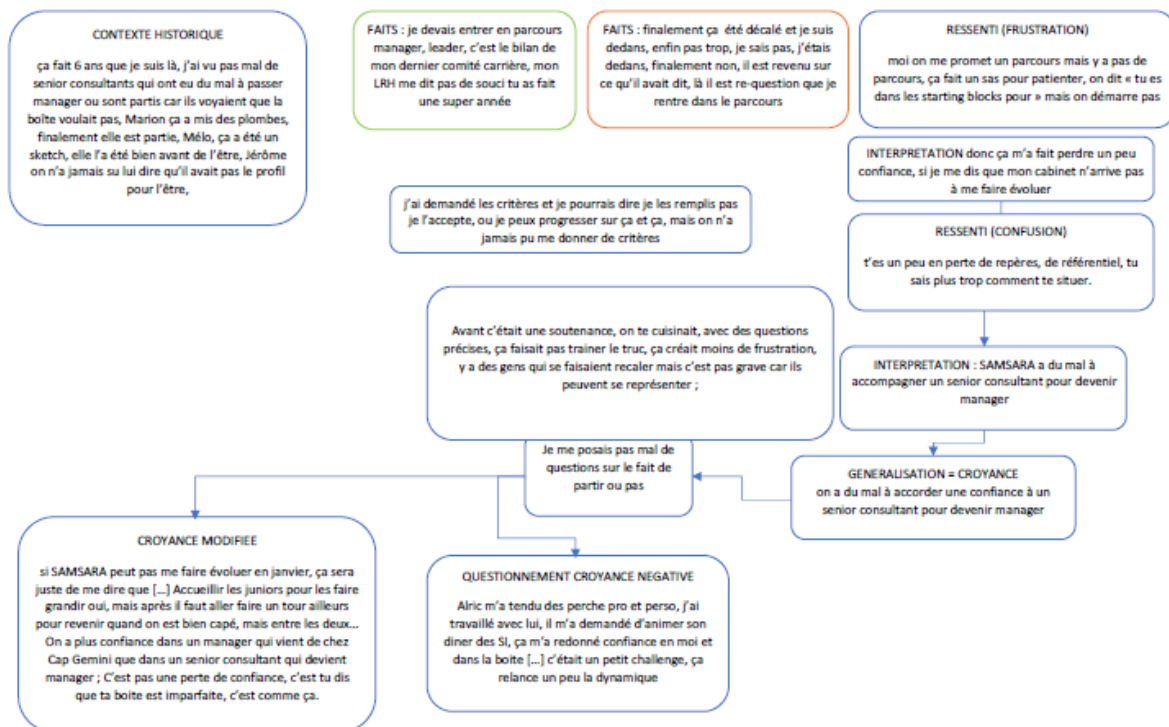 CONTEXTE HISTORIQUE
ça fait 6 ans que je suis là, j'ai vu pas mal de
senior consultants qui ont eu du mal à passer
manager ou sont partis car ils voyaient que la
boîte voulait pas, Marion ça a mis des plombes,
finalement elle est partie, Mélo, ça a été un
sketch, elle l'a été bien avant de l'être, Jérôme
on n'a jamais su lui dire qu'il avait pas le profil
pour l'être,
FAITS : je devais entrer en parcours
manager, leader, c'est le bilan de
mon dernier comité carrière, mon
LRH me dit pas de souci tu as fait
une super année
FAITS : finalement ça été décalé et je suis
dedans, enfin pas trop, je sais pas, j'étais
dedans, finalement non, il est revenu sur
ce qu'il avait dit, là il est re-question que je
rentre dans le parcours
RESSENTI (FRUSTRATION)
moi on me promet un parcours mais y a pas de
parcours, ça fait un sas pour patienter, on dit « tu es
dans les starting blocks pour » mais on démarre pas
INTERPRETATION donc ça m'a fait perdre un peu
confiance, si je me dis que mon cabinet n'arrive pas
à me faire évoluer
j'ai demandé les critères et je pourrais dire je les remplis pas
je l'accepte, ou je peux progresser sur ça et ça, mais on n'a
jamais pu me donner de critères
RESSENTI (CONFUSION)
t'es un peu en perte de repères, de référentiel, tu
sais plus trop comment te situer.
Avant c'était une soutenance, on te cuisinait, avec des questions
précises, ça faisait pas trainer le truc, ça créait moins de frustration,
y a des gens qui se faisaient recaler mais c'est pas grave car ils
peuvent se représenter ;
INTERPRETATION : SAMSARA a du mal à
accompagner un senior consultant pour devenir
manager
Je me posais pas mal de
questions sur le fait de
partir ou pas
GENERALISATION = CROYANCE
on a du mal à accorder une confiance à un
senior consultant pour devenir manager
CROYANCE MODIFIEE
si SAMSARA peut pas me faire évoluer en janvier, ça sera
juste de me dire que [...] Accueillir les juniors pour les faire
grandir oui, mais après il faut aller faire un tour ailleurs
pour revenir quand on est bien capé, mais entre les deux...
On a plus confiance dans un manager qui vient de chez
Cap Gemini que dans un senior consultant qui devient
manager ; C'est pas une perte de confiance, c'est tu dis
que ta boite est imparfaite, c'est comme ça.
QUESTIONNEMENT CROYANCE NEGATIVE
Alric m'a tendu des perche pro et perso, j'ai
travaillé avec lui, il m'a demandé d'animer son
diner des SI, ça m'a redonné confiance en moi et
dans la boite [...] c'était un petit challenge, ça
relance un peu la dynamique